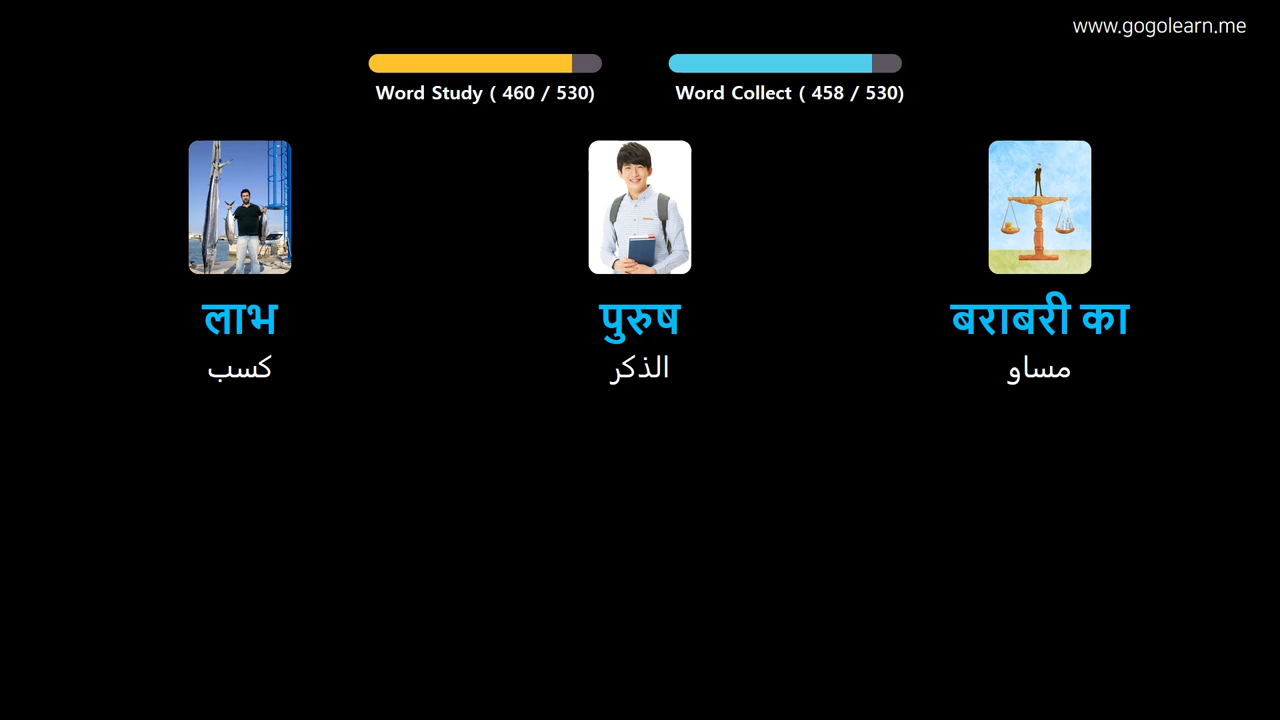 www.gogolearn.me
Word Study ( 460 / 530)
Word Collect ( 458 / 530)
लाभ
पुरुष
बराबरी का
كسب
الذكر
مساو